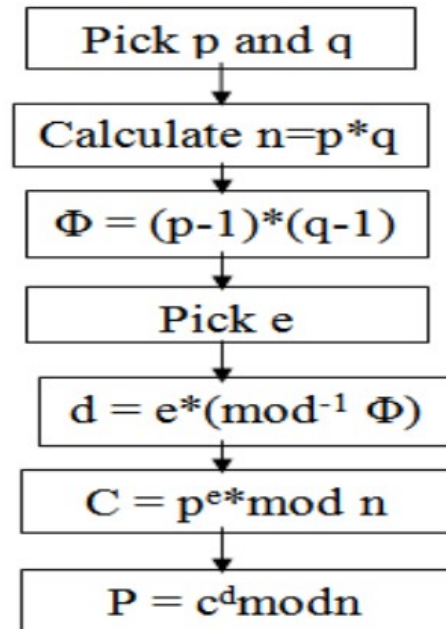 Pick p and q
Calculate n=p*q
Φ = (p-1)*(q-1)
Pick e
d = e*(mod⁻¹ Φ)
C = pᵉ*mod n
P = cᵈmodn